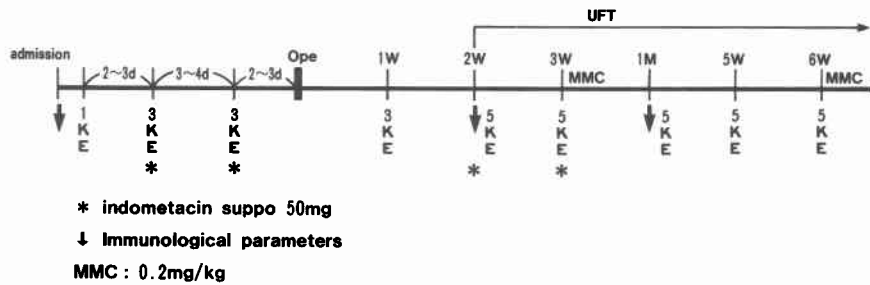 UFT
admission 2~3d 3~4d 2~3d Ope 1W 2W 3W 1M 5W 6W
MMC MMC
1 3 3 3 5 5 5 5 5
K K K K K K K K K
E E E E E E E E E
* * * *
* indometacin suppo 50mg
↓ Immunological parameters
MMC : 0.2mg/kg